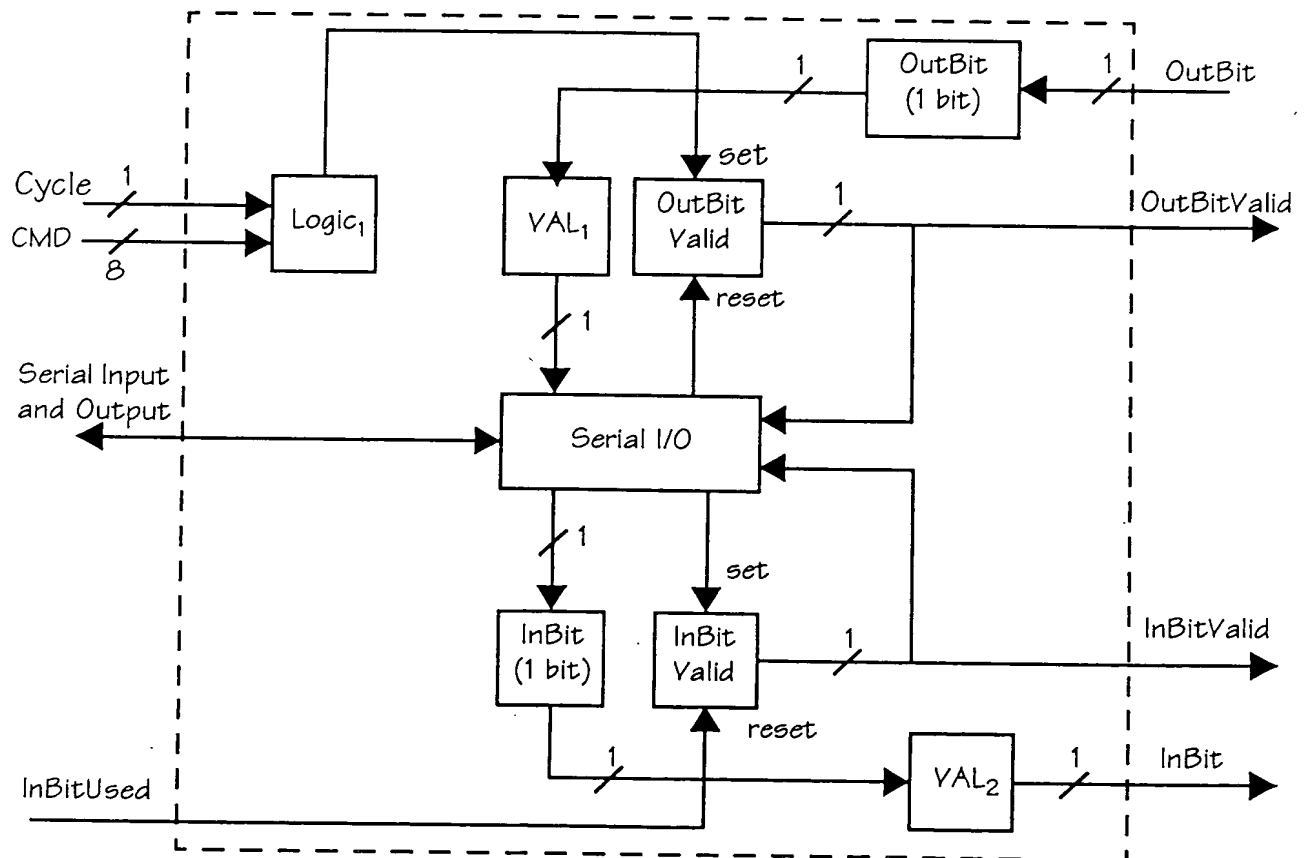 1
OutBit
(1 bit)
1
OutBit
set
Cycle
1
CMD
8
Logic1
VAL1
OutBit
Valid
1
OutBitValid
reset
1
Serial Input
and Output
Serial I/O
1
set
InBit
(1 bit)
InBit
Valid
1
InBitValid
reset
1
VAL2
1
InBit
InBitUsed